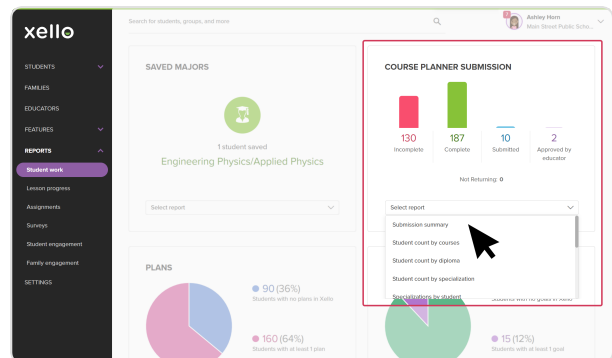 xello
Search for students, groups, and more
7
Ashley Horn
Main Street Public Scho...
STUDENTS
FAMILIES
EDUCATORS
FEATURES
REPORTS
Student work
Lesson progress
Assignments
Surveys
Student engagement
Family engagement
SETTINGS
SAVED MAJORS
1 student saved
Engineering Physics/Applied Physics
Select report
COURSE PLANNER SUBMISSION
130
Incomplete
187
Complete
10
Submitted
2
Approved by
educator
Not Returning: 0
Select report
Submission summary
Student count by courses
Student count by diploma
Student count by specialization
Specializations by student
PLANS
90 (36%)
Students with no plans in Xello
160 (64%)
Students with at least 1 plan
Students with no goals in Xello
15 (12%)
Students with at least 1 goal